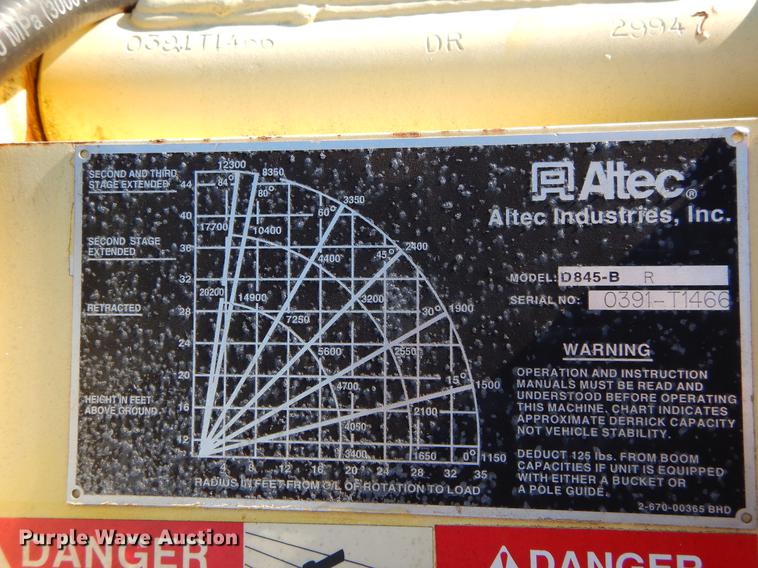 MPa (3000
0391T1466 DR 29947
SECOND AND THIRD
STAGE EXTENDED
SECOND STAGE
EXTENDED
RETRACTED
HEIGHT IN FEET
ABOVE GROUND
44
40
36
32
28
24
20
16
12
12300
8350
3350
2400
1900
1500
1150
84°
80°
60°
45°
30°
15°
0°
17700
10400
4400
3200
2550
2100
1650
20200
14900
7250
5600
4700
4050
3400
4 8 12 16 20 24 28 32 35
RADIUS IN FEET FROM C/L OF ROTATION TO LOAD
Altec®
Altec Industries, Inc.
MODEL: D845-B R
SERIAL NO: 0391-T1466
WARNING
OPERATION AND INSTRUCTION
MANUALS MUST BE READ AND
UNDERSTOOD BEFORE OPERATING
THIS MACHINE. CHART INDICATES
APPROXIMATE DERRICK CAPACITY
NOT VEHICLE STABILITY.
DEDUCT 125 lbs. FROM BOOM
CAPACITIES IF UNIT IS EQUIPPED
WITH EITHER A BUCKET OR
A POLE GUIDE.
2-670-00365 BHD
DANGER
DANGER
Purple Wave Auction